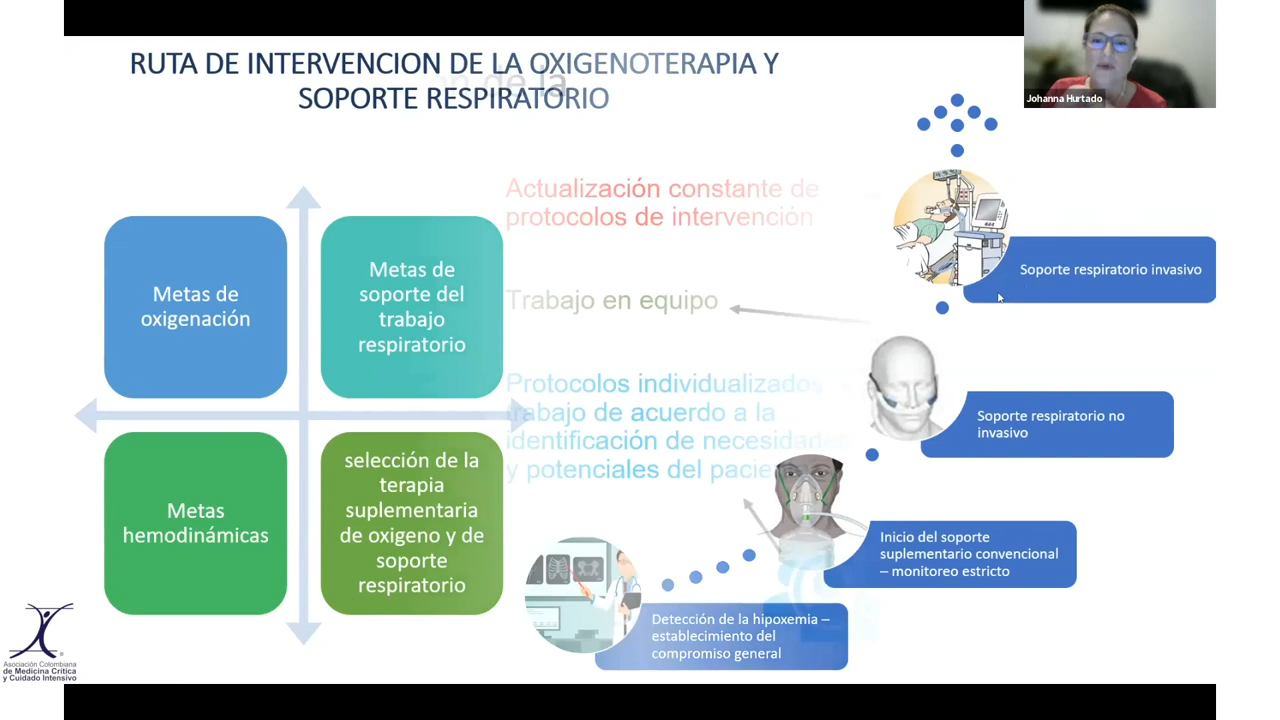 RUTA DE INTERVENCION DE LA OXIGENOTERAPIA Y
SOPORTE RESPIRATORIO
de la
Johanna Hurtado
Actualización constante de
protocolos de intervención
Trabajo en equipo
Protocolos individualizados
trabajo de acuerdo a la
identificación de necesidades
y potenciales del
Metas de
oxigenación
Metas de
soporte del
trabajo
respiratorio
Metas
hemodinámicas
selección de la
terapia
suplementaria
de oxigeno y de
soporte
respiratorio
Soporte respiratorio invasivo
Soporte respiratorio no
invasivo
Inicio del soporte
suplementario convencional
– monitoreo estricto
Detección de la hipoxemia –
establecimiento del
compromiso general
Asociación Colombiana
de Medicina Crítica
y Cuidado Intensivo